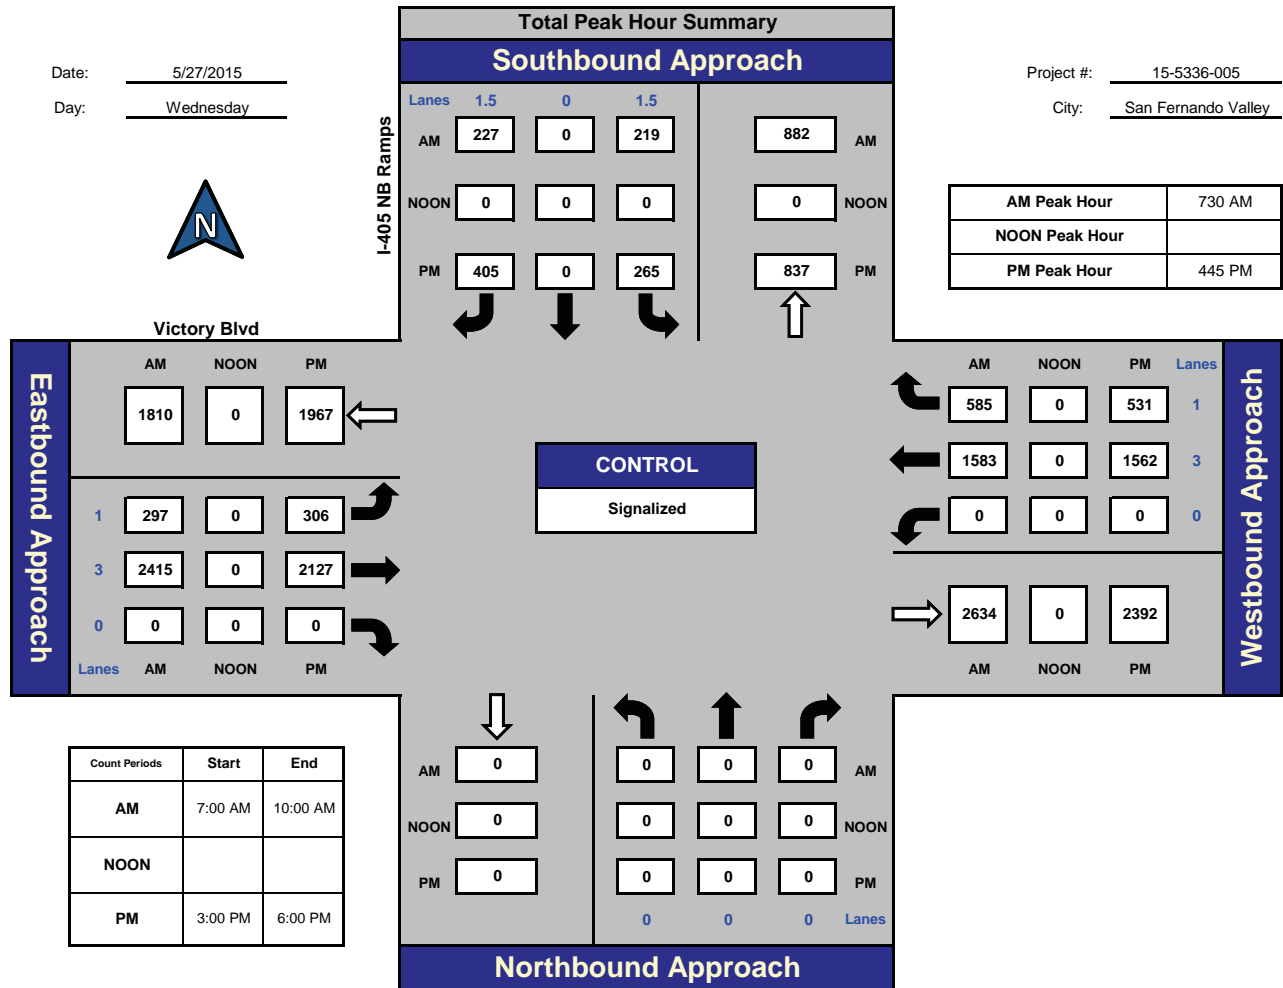 Total Peak Hour Summary
Southbound Approach
Date: 5/27/2015
Day: Wednesday
Project #: 15-5336-005
City: San Fernando Valley
N
I-405 NB Ramps
Lanes 1.5 0 1.5
AM 227 0 219 882 AM
NOON 0 0 0 0 NOON
PM 405 0 265 837 PM
AM Peak Hour 730 AM
NOON Peak Hour
PM Peak Hour 445 PM
Victory Blvd
Eastbound Approach
AM NOON PM
1810 0 1967
1 297 0 306
3 2415 0 2127
0 0 0 0
Lanes AM NOON PM
CONTROL
Signalized
AM NOON PM Lanes
585 0 531 1
1583 0 1562 3
0 0 0 0
2634 0 2392
AM NOON PM
Westbound Approach
Count Periods Start End
AM 7:00 AM 10:00 AM
NOON
PM 3:00 PM 6:00 PM
AM 0 0 0 0 AM
NOON 0 0 0 0 NOON
PM 0 0 0 0 PM
0 0 0 Lanes
Northbound Approach